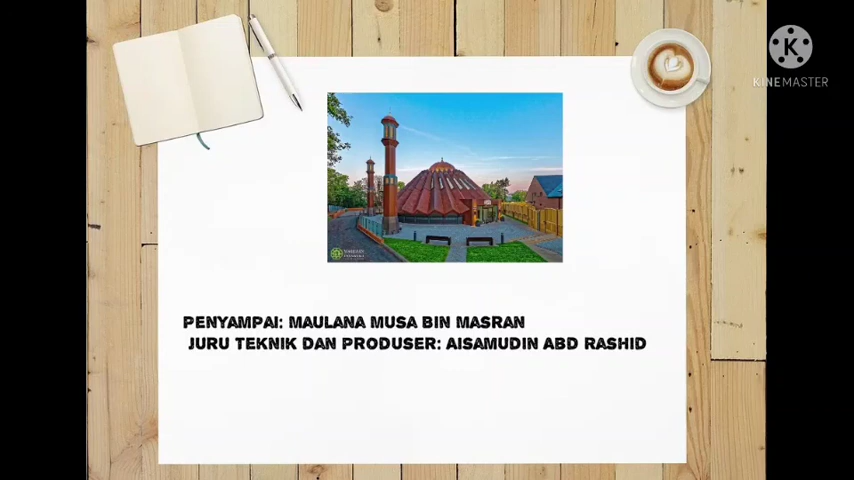 KINEMASTER
PENYAMPAI: MAULANA MUSA BIN MASRAN
JURU TEKNIK DAN PRODUSER: AISAMUDIN ABD RASHID